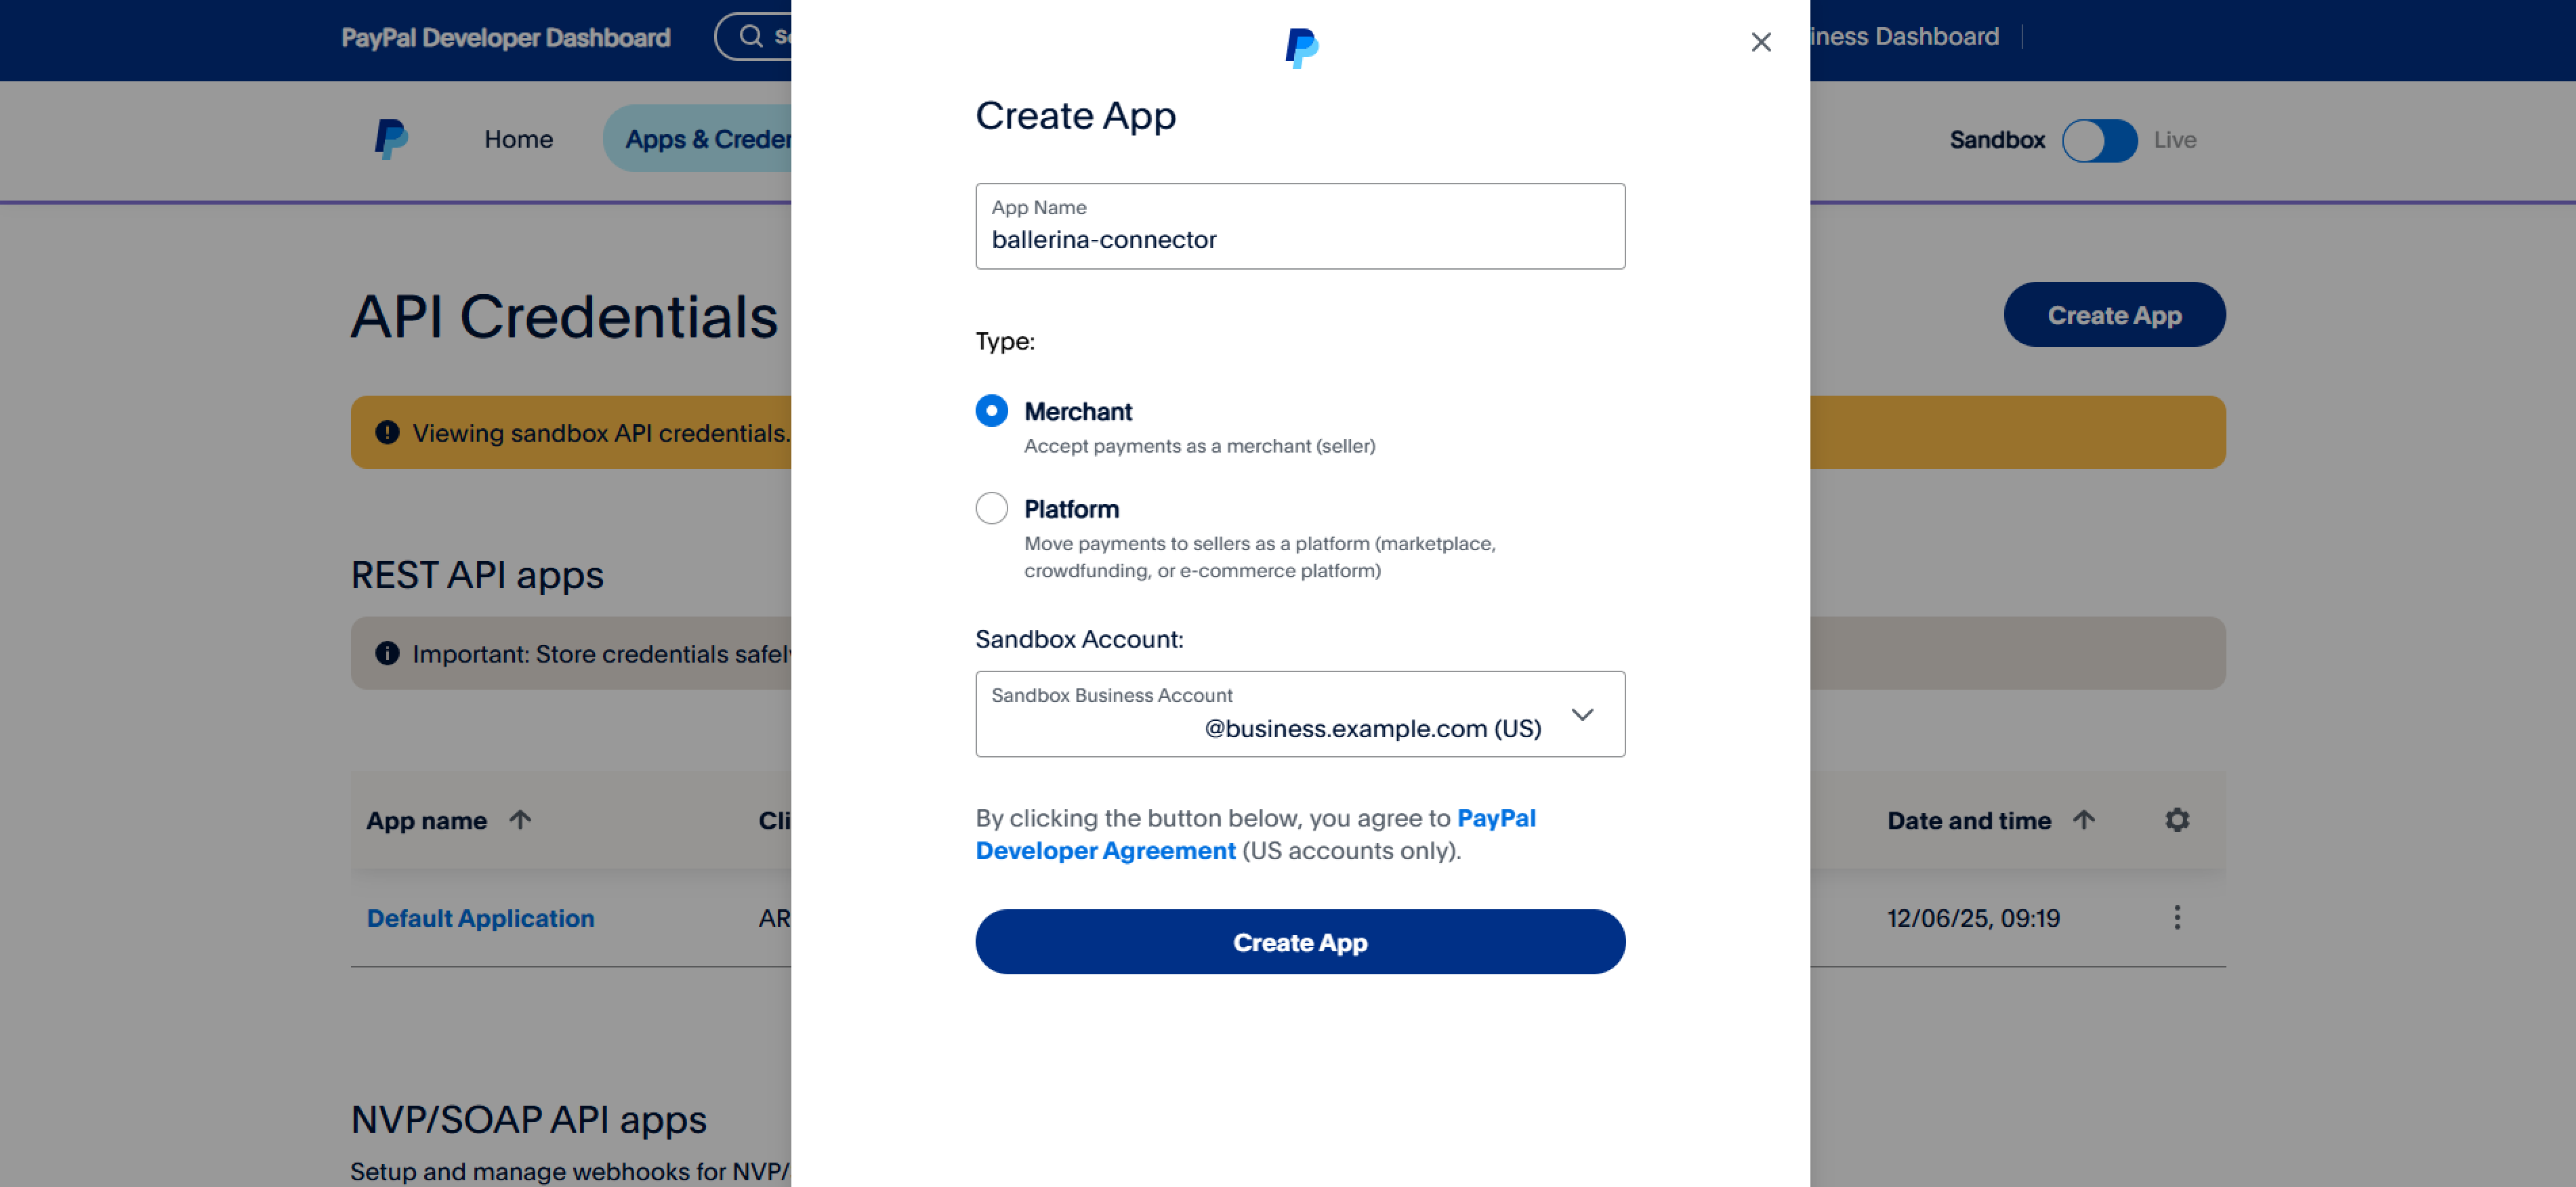 PayPal Developer Dashboard
iness Dashboard
Home
Apps & Creder
Sandbox
Live
API Credentials
Create App
Viewing sandbox API credentials.
REST API apps
Important: Store credentials safely
App name
Cli
Date and time
Default Application
AR
12/06/25, 09:19
NVP/SOAP API apps
Setup and manage webhooks for NVP/
Create App
App Name
ballerina-connector
Type:
Merchant
Accept payments as a merchant (seller)
Platform
Move payments to sellers as a platform (marketplace,
crowdfunding, or e-commerce platform)
Sandbox Account:
Sandbox Business Account
@business.example.com (US)
By clicking the button below, you agree to PayPal
Developer Agreement (US accounts only).
Create App